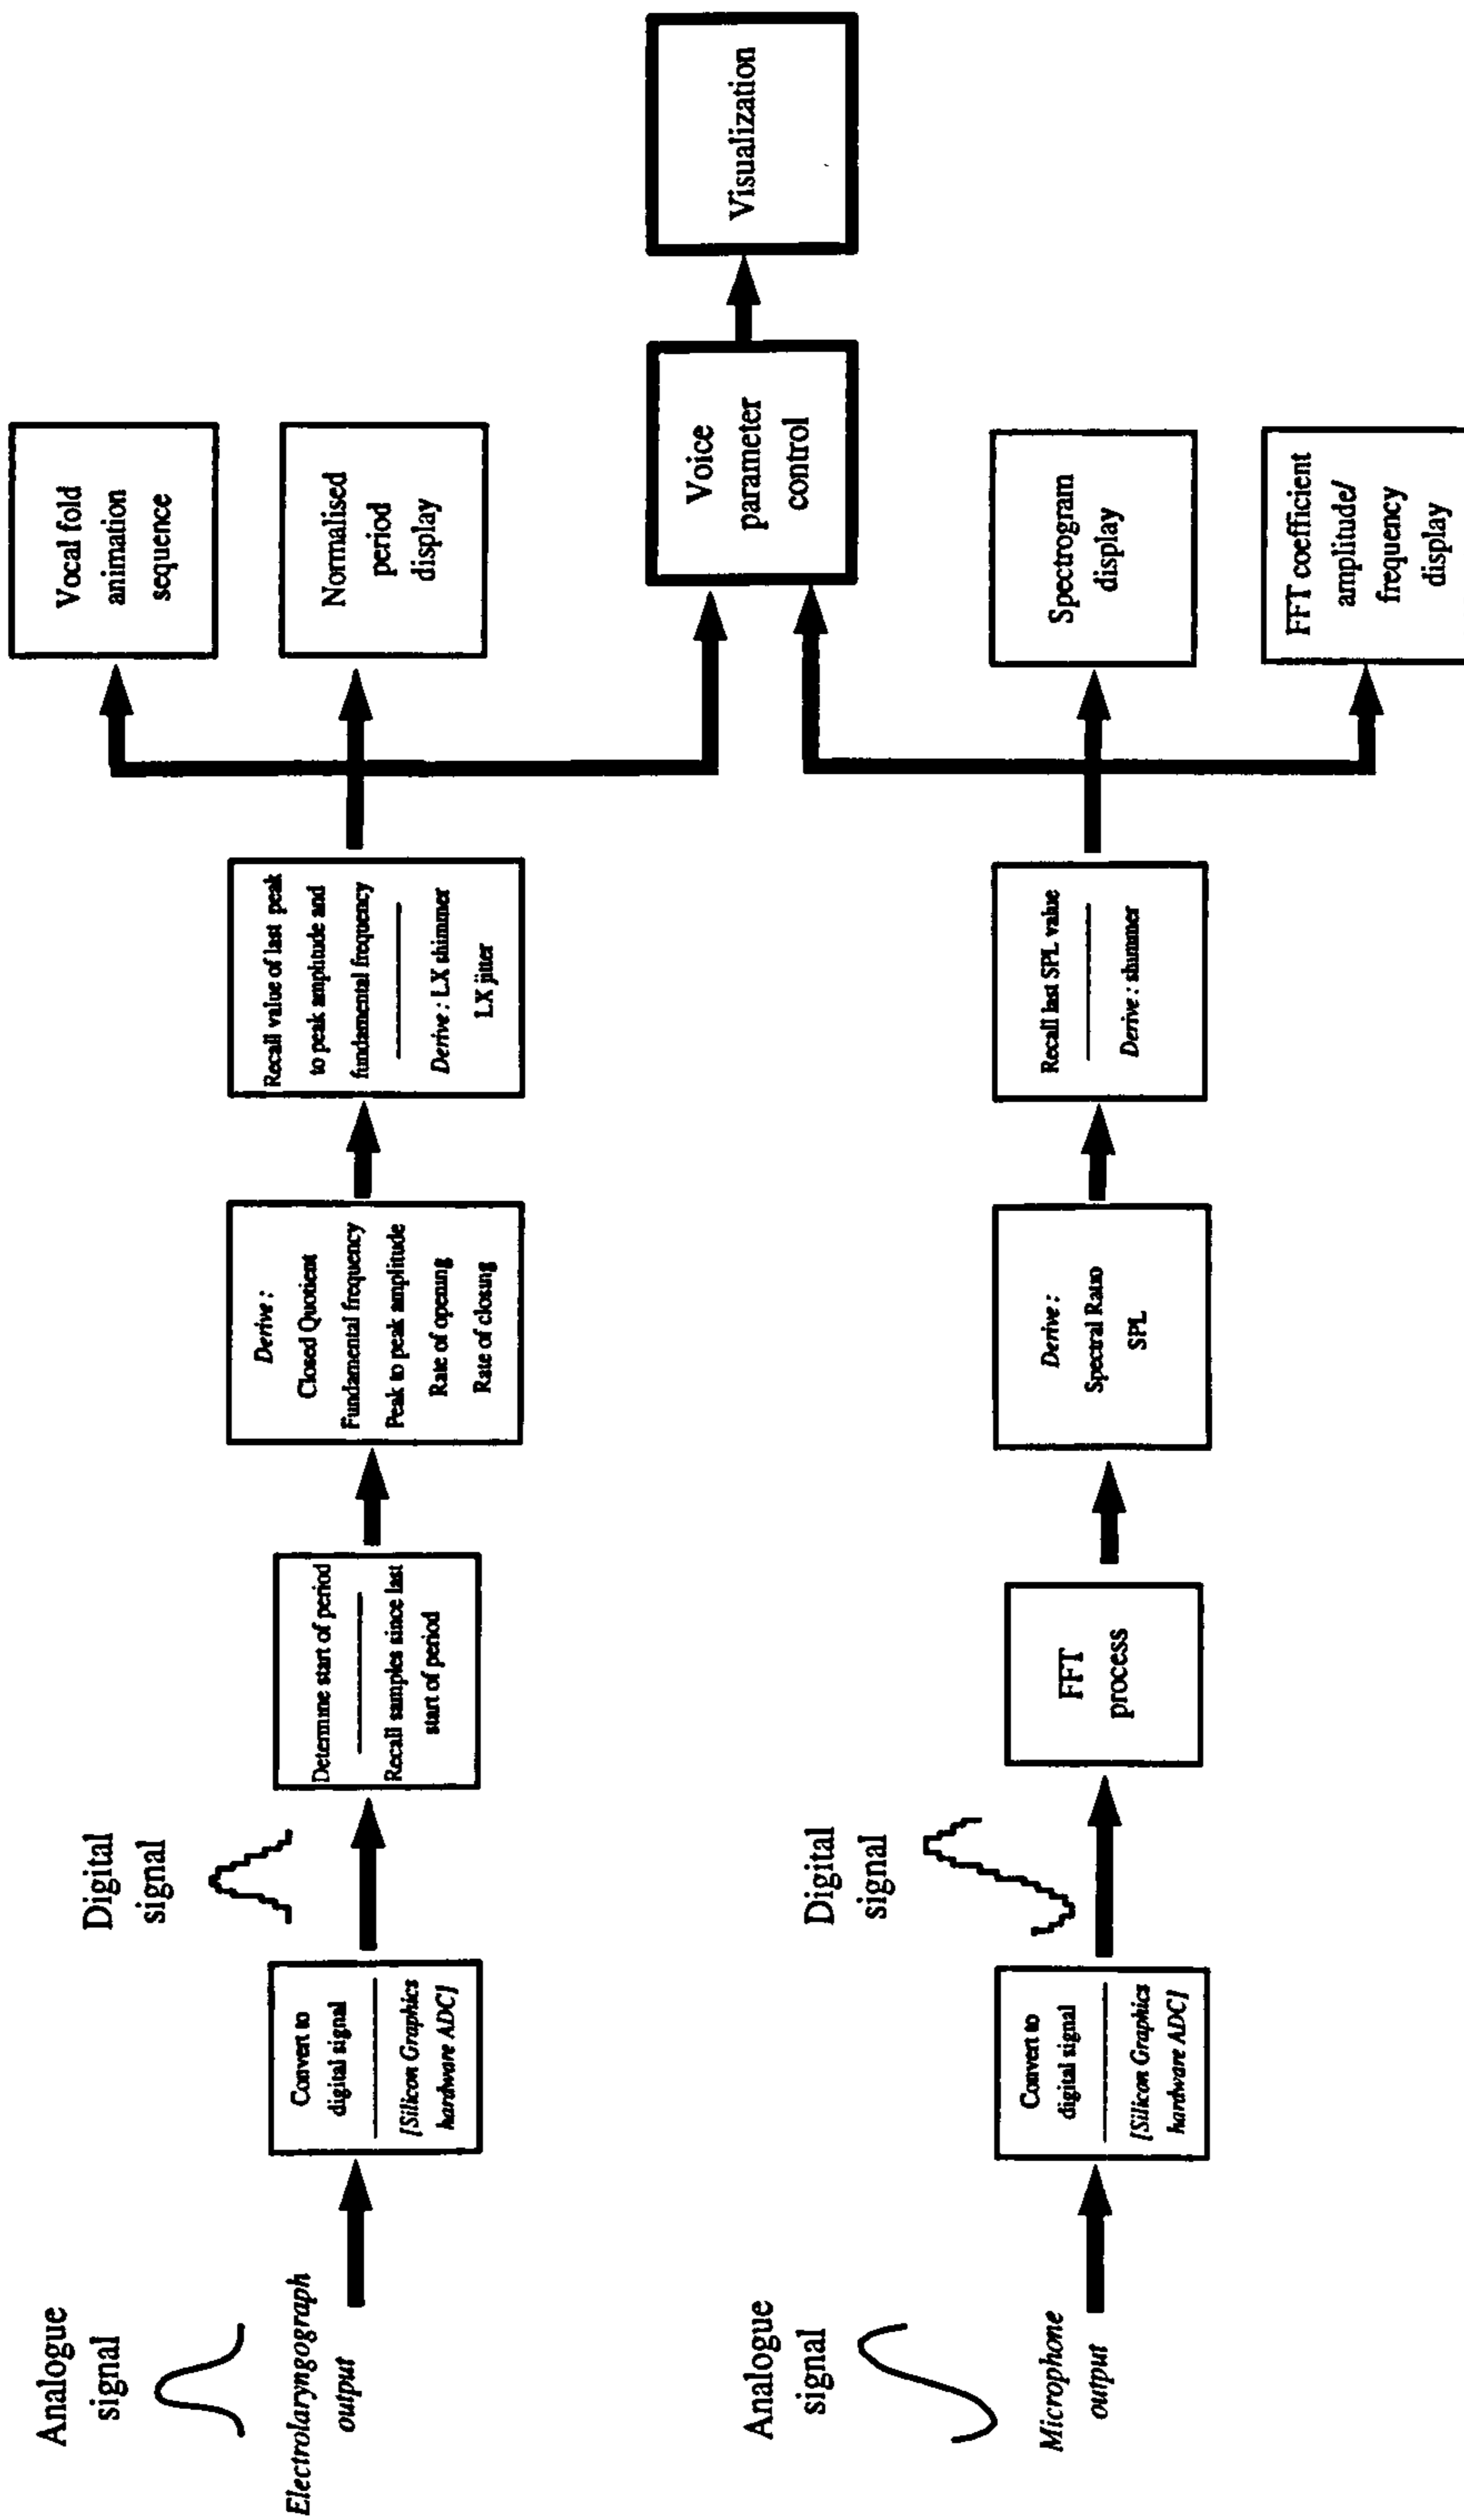 Analogue
signal
Electrolaryngograph
output
Convert to
digital signal
[Silicon Graphics
hardware ADC]
Digital
signal
Determine start of period
Recall samples since last
start of period
Derive :
Closed Quotient
Fundamental frequency
Peak to peak amplitude
Rate of opening
Rate of closing
Recall value of last peak
to peak amplitude and
fundamental frequency
Derive : LX shimmer
LX jitter
Vocal fold
animation
sequence
Normalised
period
display
Voice
parameter
control
Visualization
Analogue
signal
Microphone
output
Convert to
digital signal
[Silicon Graphics
hardware ADC]
Digital
signal
FFT
process
Derive :
Spectral Ratio
SPL
Recall last SPL value
Derive : shimmer
Spectrogram
display
FFT coefficient
amplitude/
frequency
display